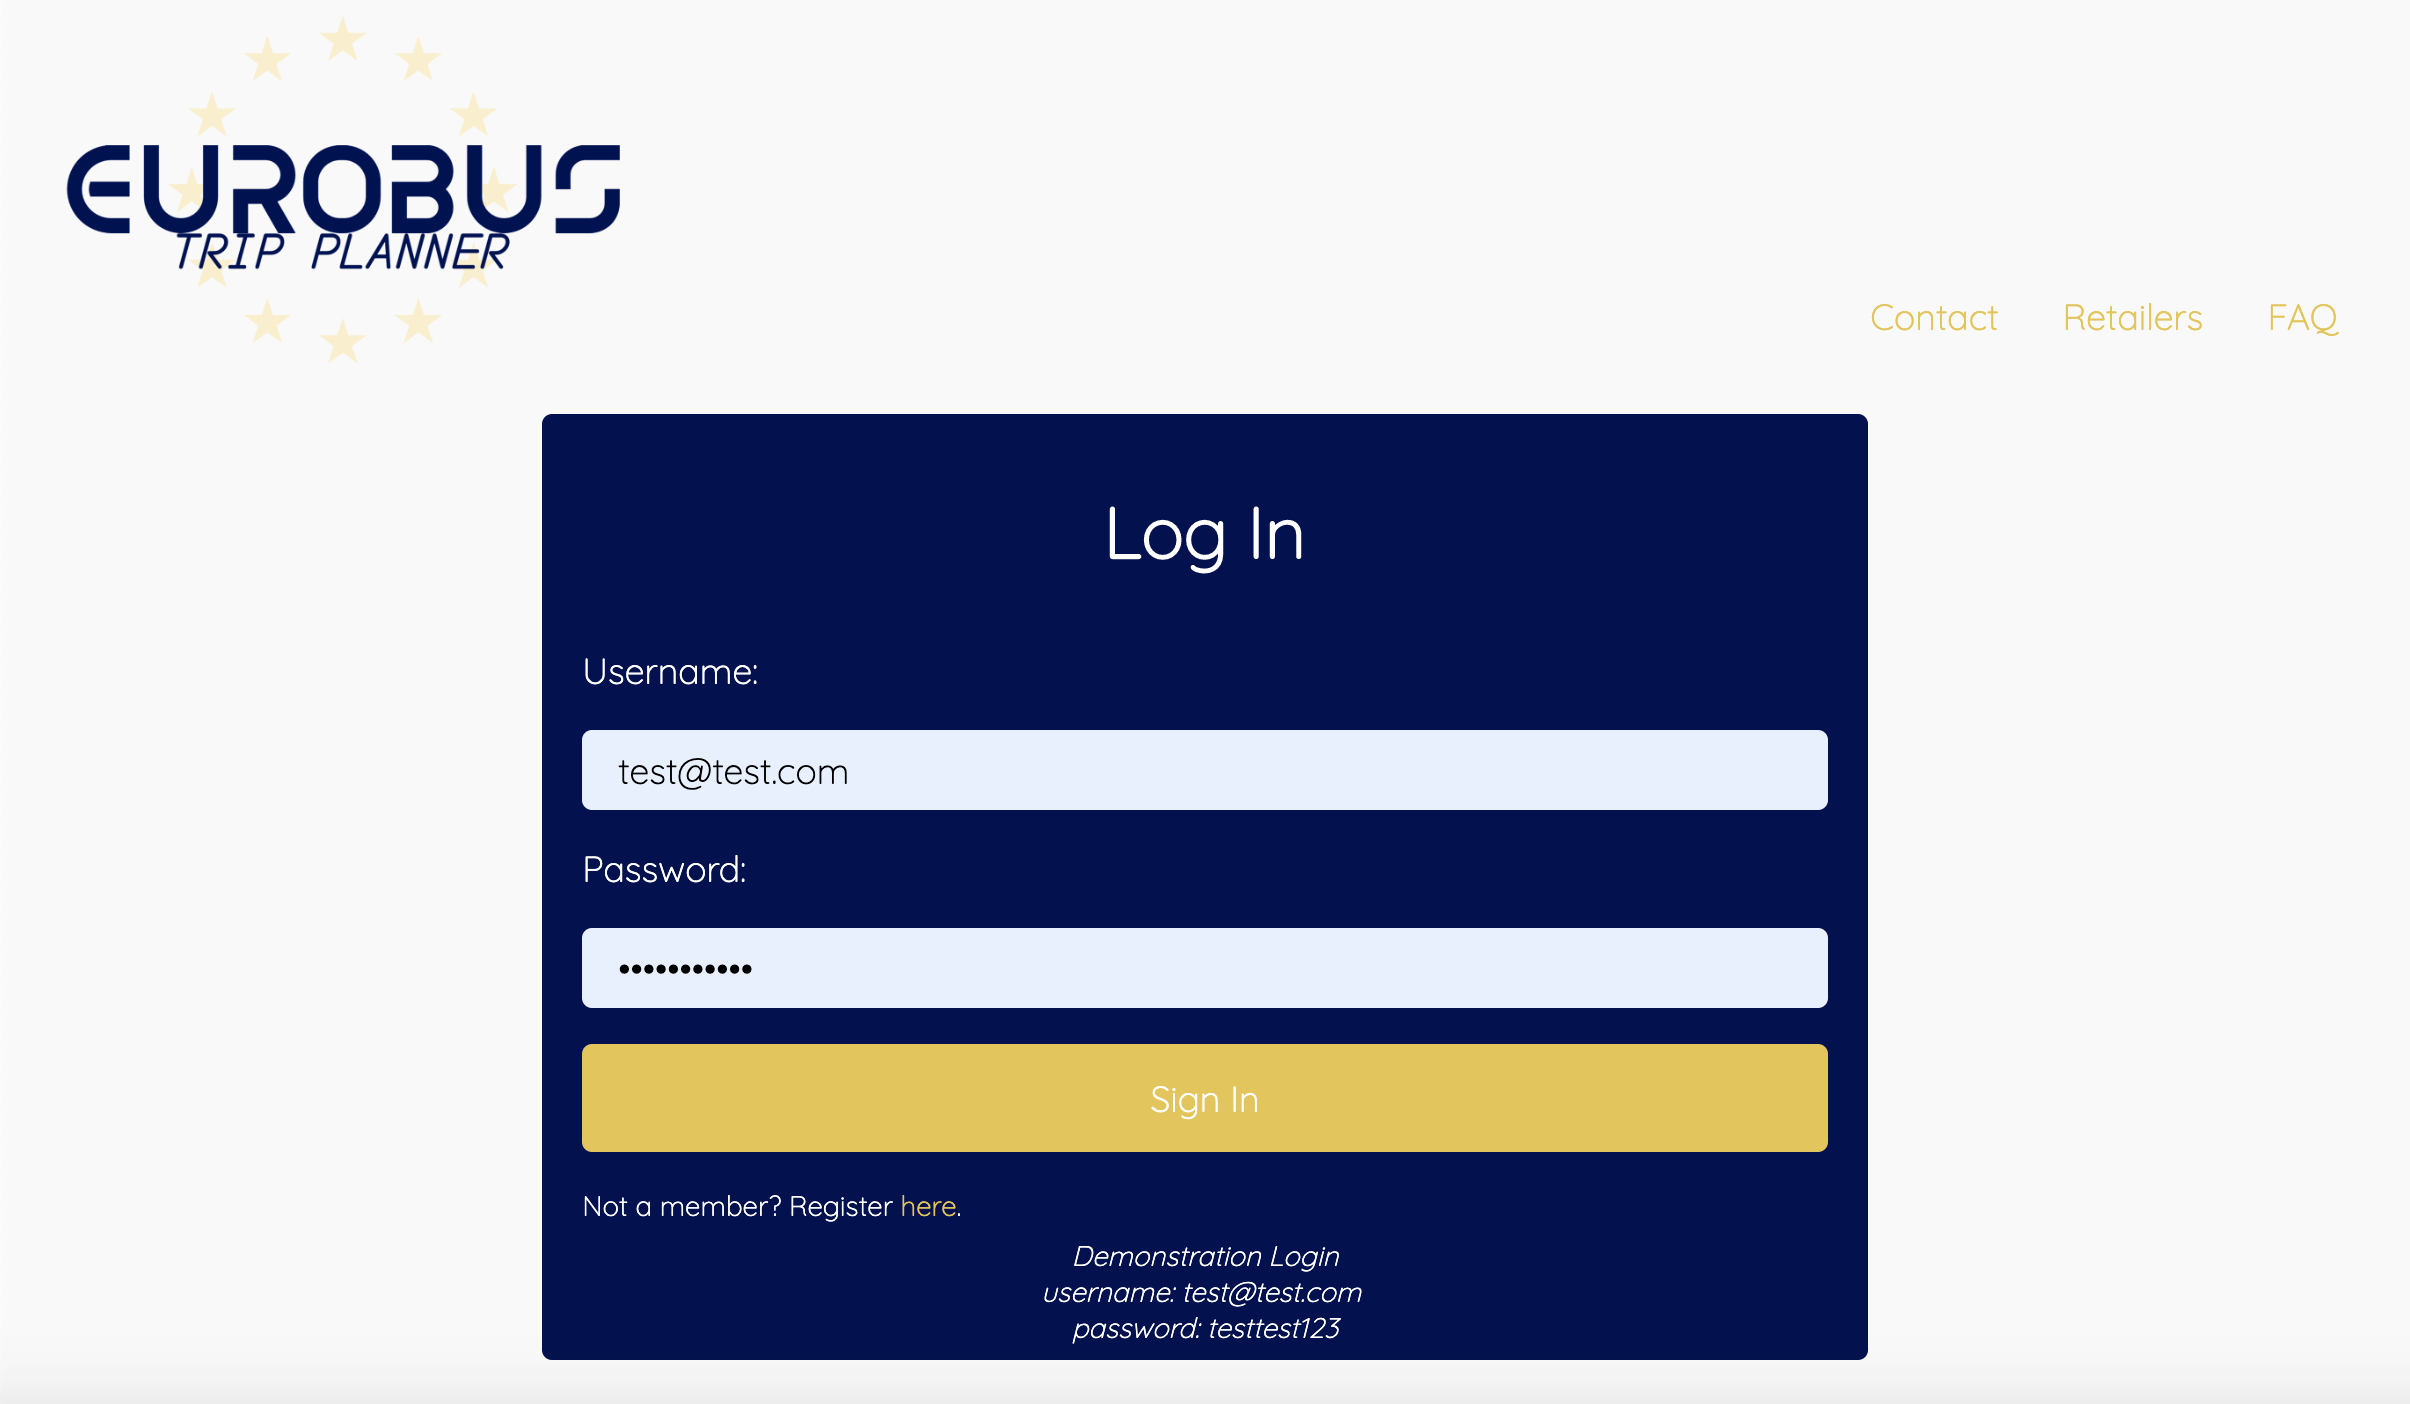 EUROBUS
TRIP PLANNER
Contact Retailers FAQ
Log In
Username:
test@test.com
Password:
•••••••••••
Sign In
Not a member? Register here.
Demonstration Login
username: test@test.com
password: testtest123